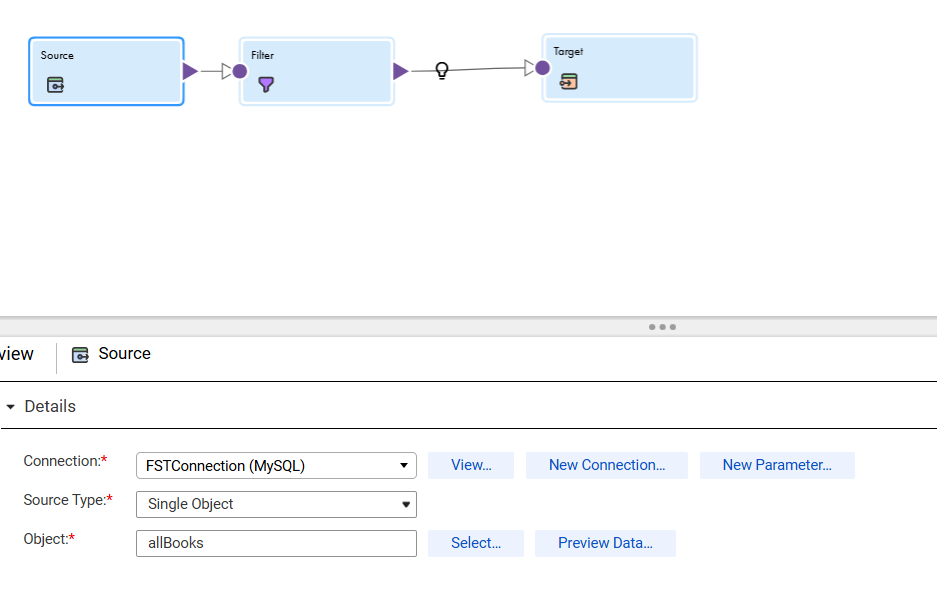 Source
Filter
Target
view
Source
Details
Connection:*
FSTConnection (MySQL)
View...
New Connection...
New Parameter...
Source Type:*
Single Object
Object:*
allBooks
Select...
Preview Data...